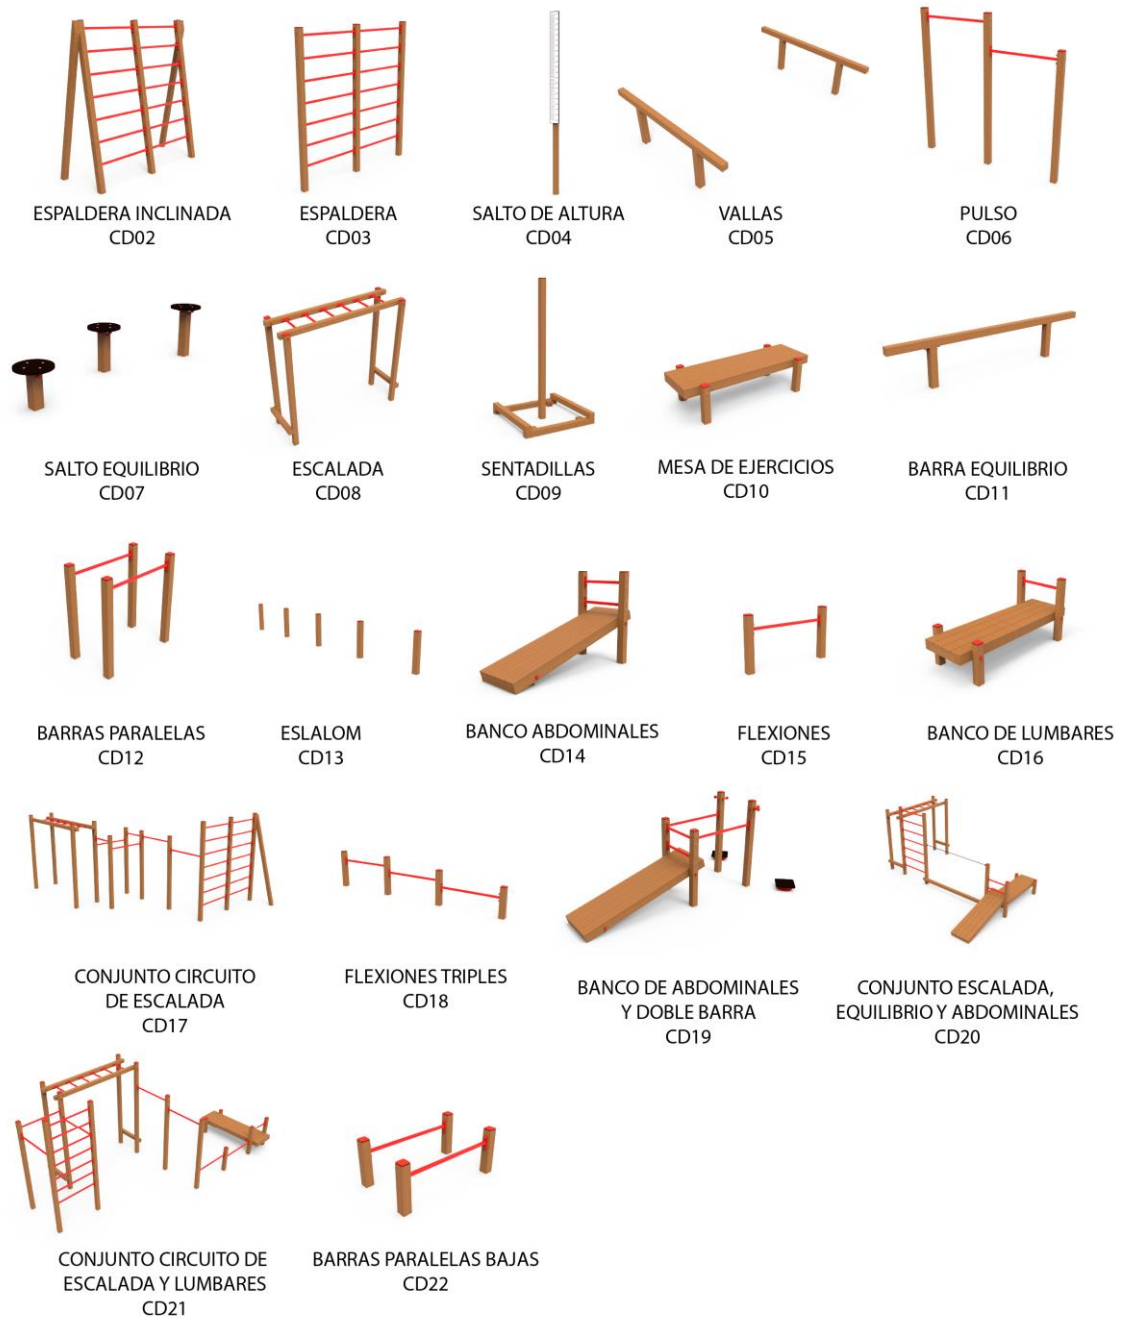 ESPALDERA INCLINADA
CD02
ESPALDERA
CD03
SALTO DE ALTURA
CD04
VALLAS
CD05
PULSO
CD06
SALTO EQUILIBRIO
CD07
ESCALADA
CD08
SENTADILLAS
CD09
MESA DE EJERCICIOS
CD10
BARRA EQUILIBRIO
CD11
BARRAS PARALELAS
CD12
ESLALOM
CD13
BANCO ABDOMINALES
CD14
FLEXIONES
CD15
BANCO DE LUMBARES
CD16
CONJUNTO CIRCUITO
DE ESCALADA
CD17
FLEXIONES TRIPLES
CD18
BANCO DE ABDOMINALES
Y DOBLE BARRA
CD19
CONJUNTO ESCALADA,
EQUILIBRIO Y ABDOMINALES
CD20
CONJUNTO CIRCUITO DE
ESCALADA Y LUMBARES
CD21
BARRAS PARALELAS BAJAS
CD22